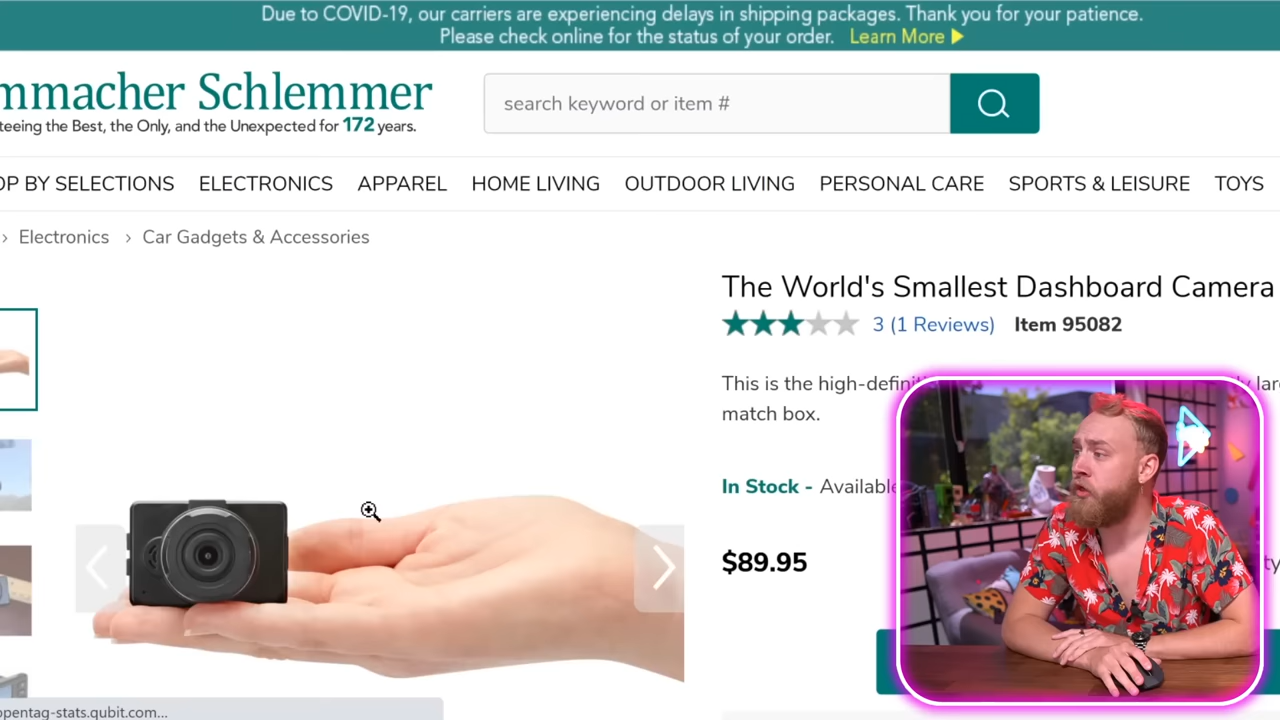 Due to COVID-19, our carriers are experiencing delays in shipping packages. Thank you for your patience.
Please check online for the status of your order. Learn More
mmacher Schlemmer
teeing the Best, the Only, and the Unexpected for 172 years.
search keyword or item #
OP BY SELECTIONS ELECTRONICS APPAREL HOME LIVING OUTDOOR LIVING PERSONAL CARE SPORTS & LEISURE TOYS
› Electronics › Car Gadgets & Accessories
The World's Smallest Dashboard Camera
3 (1 Reviews) Item 95082
This is the high-defini
match box.
In Stock - Available
$89.95
opentag-stats.qubit.com...